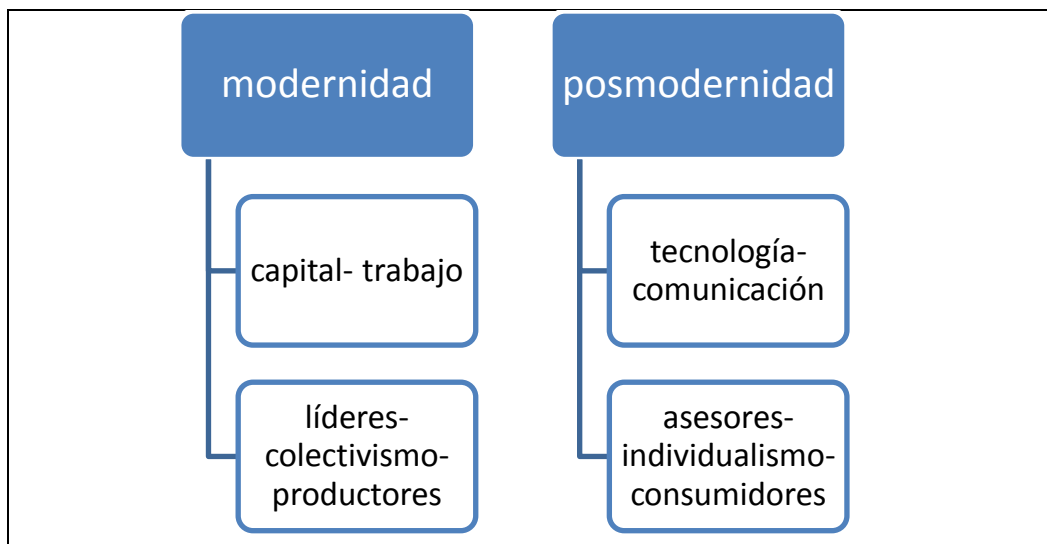 modernidad
capital- trabajo
líderes-
colectivismo-
productores
posmodernidad
tecnología-
comunicación
asesores-
individualismo-
consumidores